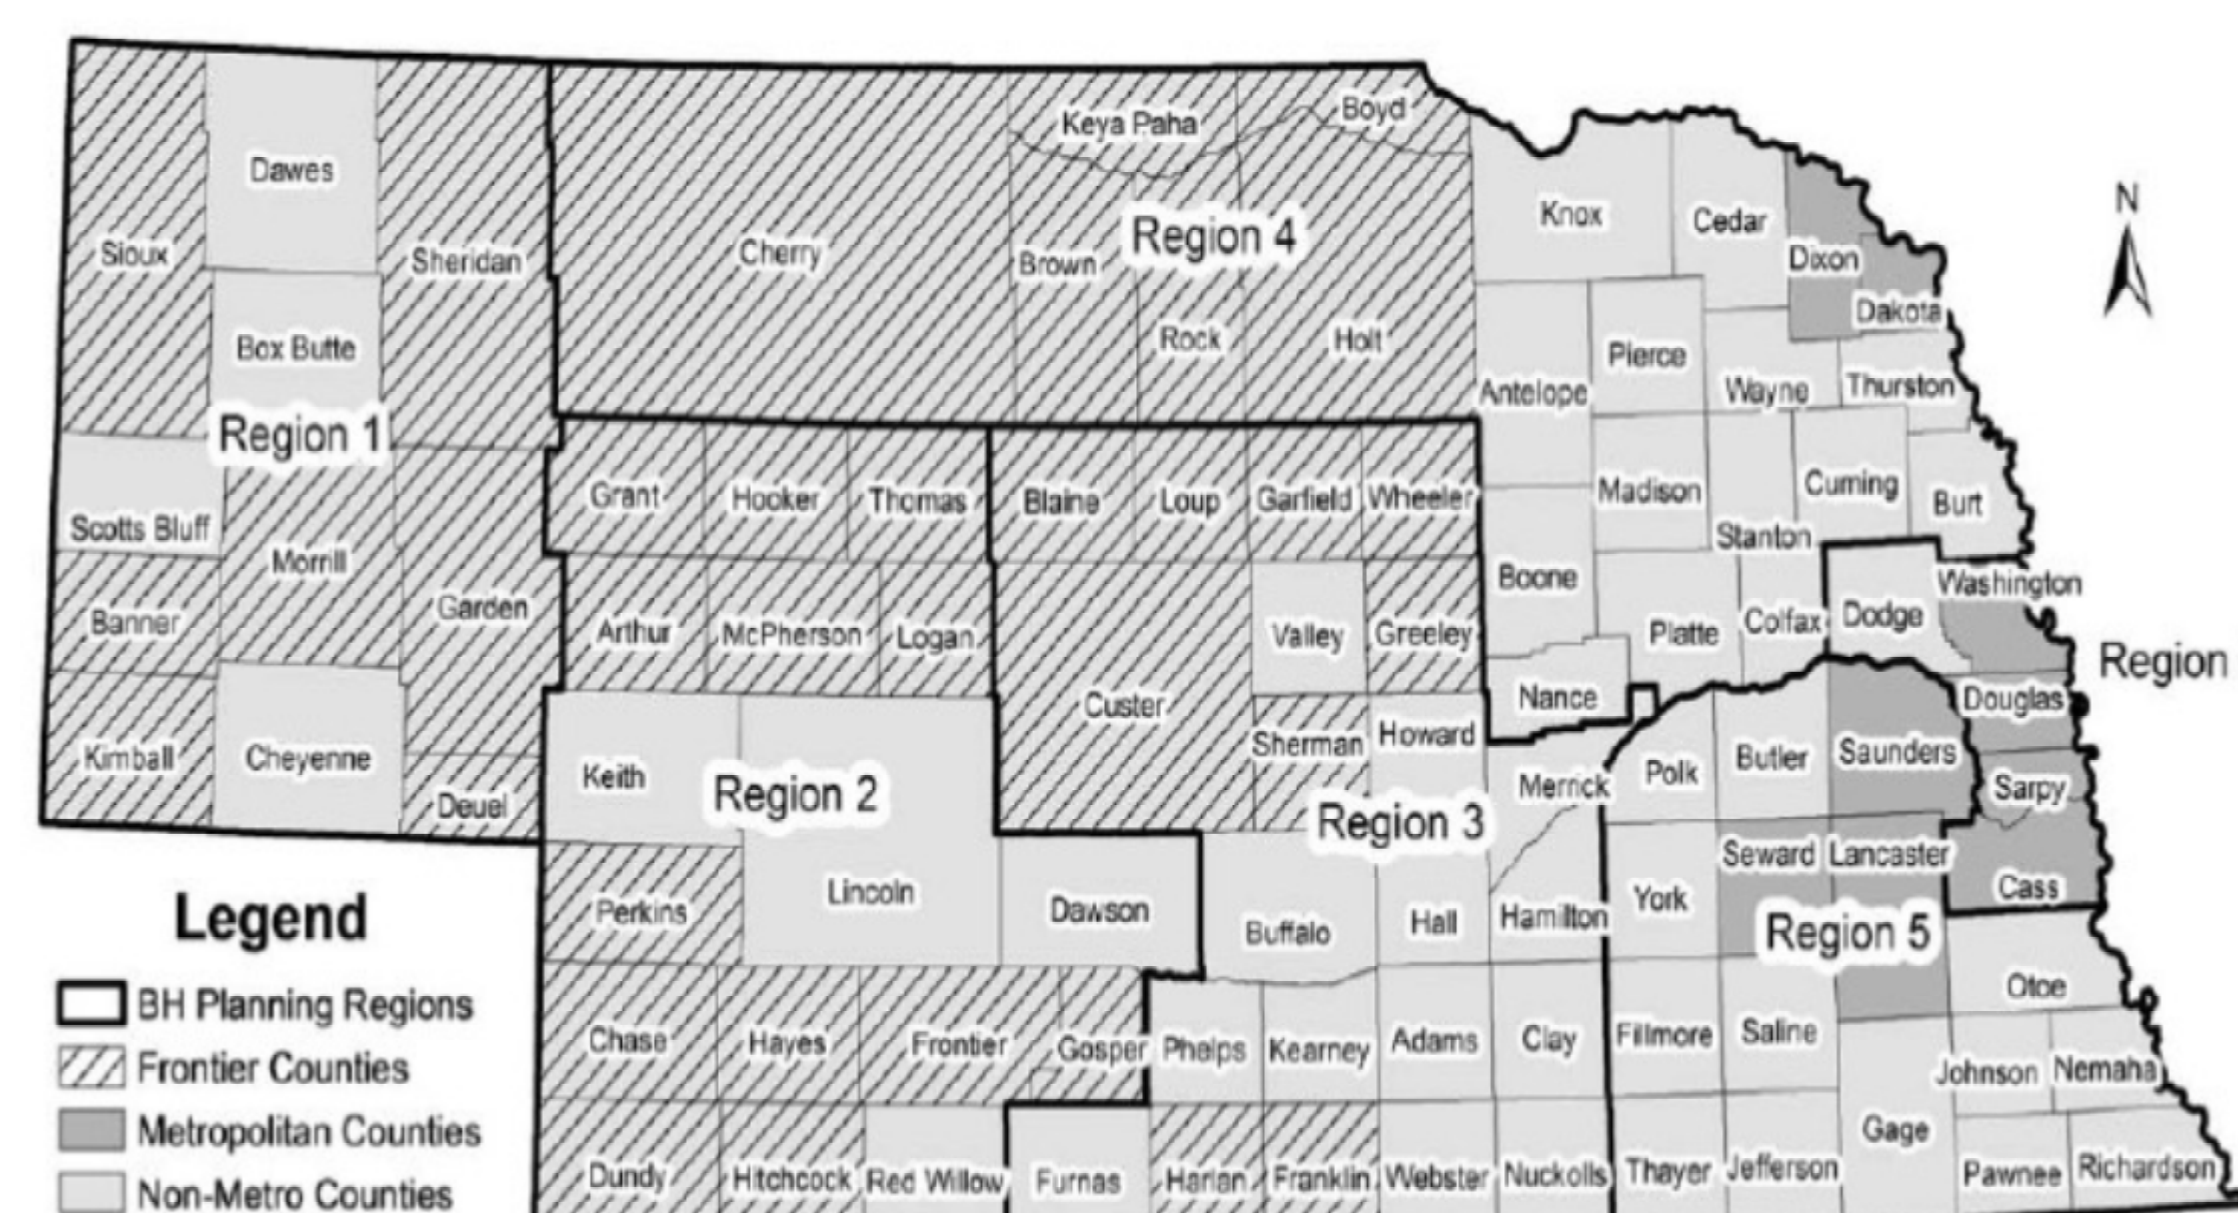 Keya Paha
Boyd
Dawes
N
Knox
Cedar
Sioux
Sheridan
Cherry
Brown
Region 4
Dixon
Dakota
Box Butte
Rock
Holt
Pierce
Antelope
Wayne
Thurston
Region 1
Scotts Bluff
Morrill
Grant
Hooker
Thomas
Blaine
Loup
Garfield
Wheeler
Madison
Cuming
Burt
Stanton
Boone
Washington
Banner
Garden
Arthur
McPherson
Logan
Valley
Greeley
Platte
Colfax
Dodge
Region
Custer
Nance
Douglas
Kimball
Cheyenne
Deuel
Keith
Region 2
Sherman
Howard
Merrick
Polk
Butler
Saunders
Sarpy
Region 3
Seward
Lancaster
Cass
Perkins
Lincoln
Dawson
Buffalo
Hall
Hamilton
York
Region 5
Otoe
Chase
Hayes
Frontier
Gosper
Phelps
Kearney
Adams
Clay
Fillmore
Saline
Johnson
Nemaha
Gage
Dundy
Hitchcock
Red Willow
Furnas
Harlan
Franklin
Webster
Nuckolls
Thayer
Jefferson
Pawnee
Richardson
Legend
BH Planning Regions
Frontier Counties
Metropolitan Counties
Non-Metro Counties